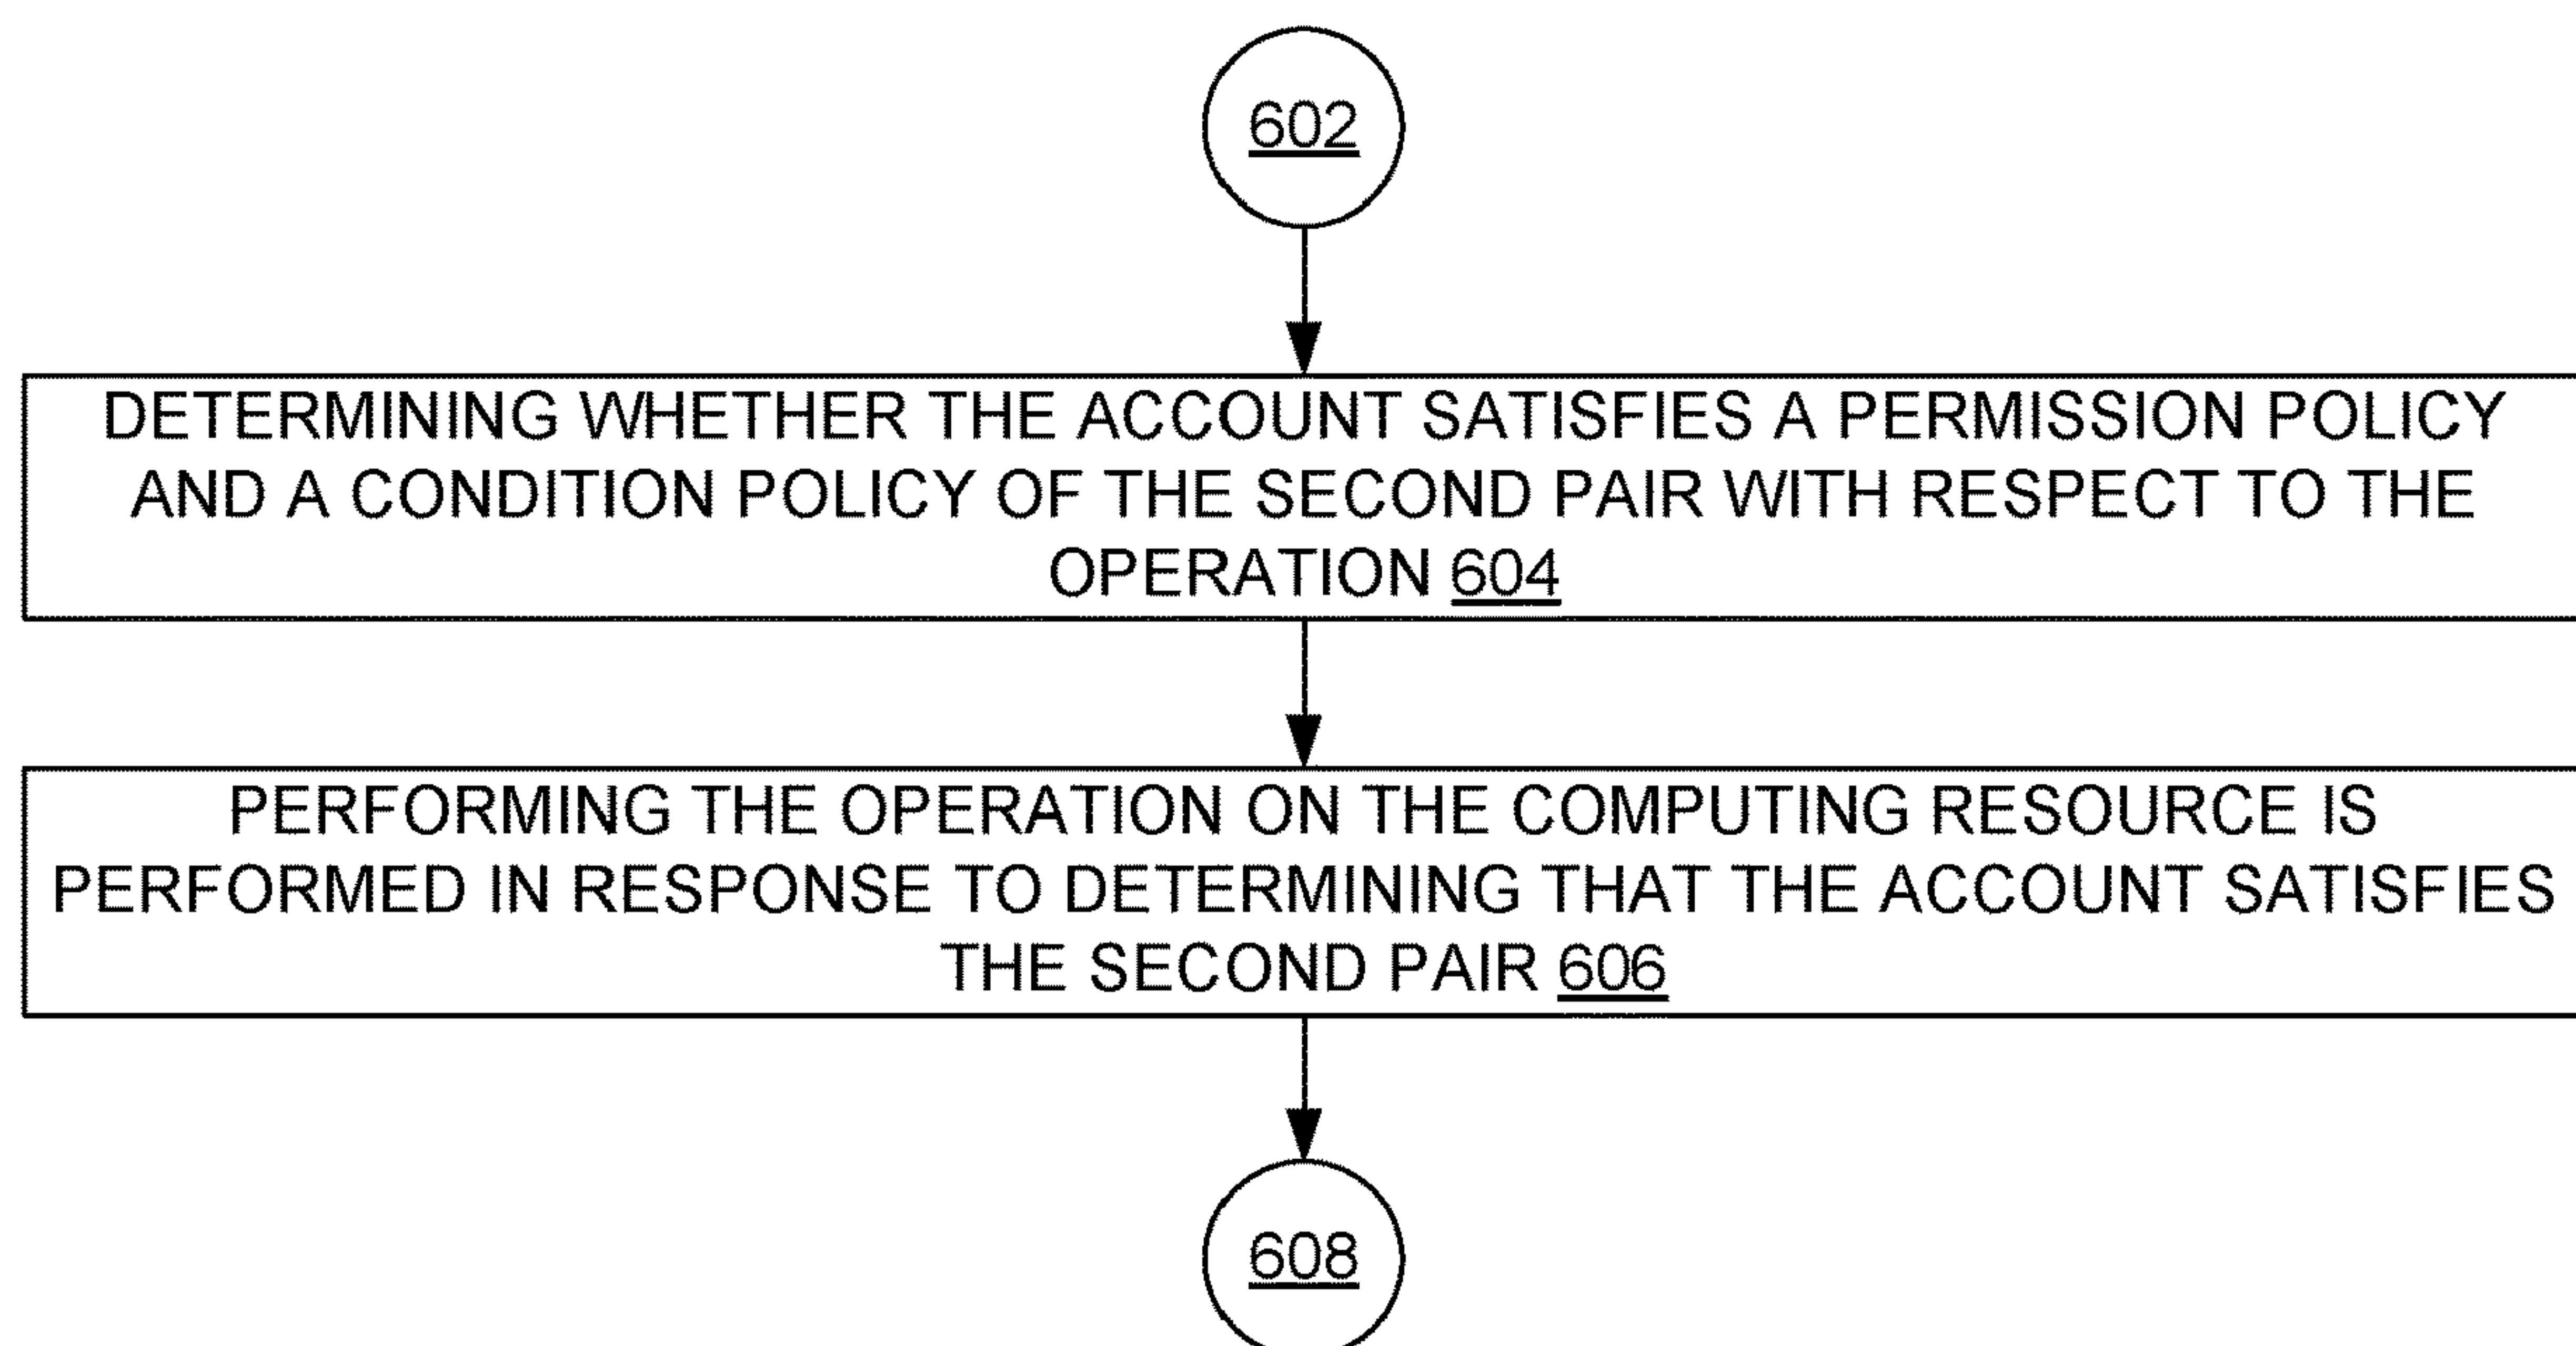 602
DETERMINING WHETHER THE ACCOUNT SATISFIES A PERMISSION POLICY
AND A CONDITION POLICY OF THE SECOND PAIR WITH RESPECT TO THE
OPERATION 604
PERFORMING THE OPERATION ON THE COMPUTING RESOURCE IS
PERFORMED IN RESPONSE TO DETERMINING THAT THE ACCOUNT SATISFIES
THE SECOND PAIR 606
608